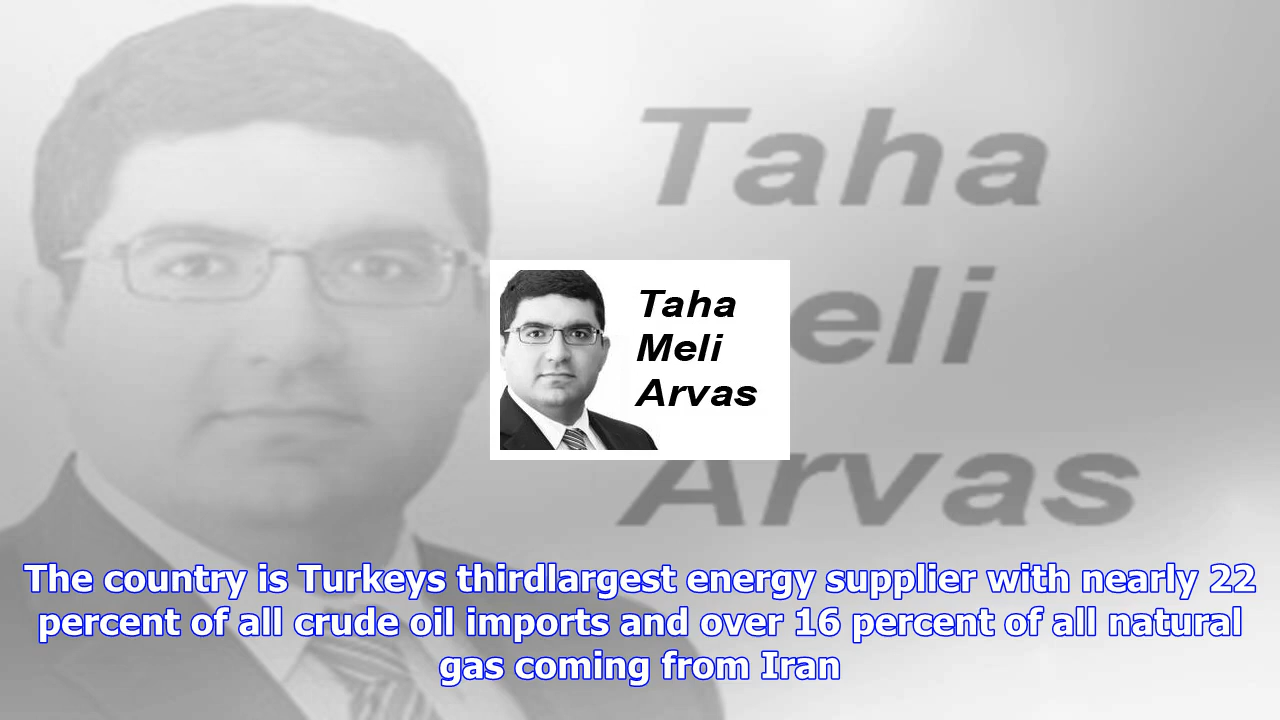 Taha
Meli
Arvas
Taha
eli
Arvas
The country is Turkeys thirdlargest energy supplier with nearly 22
percent of all crude oil imports and over 16 percent of all natural
gas coming from Iran